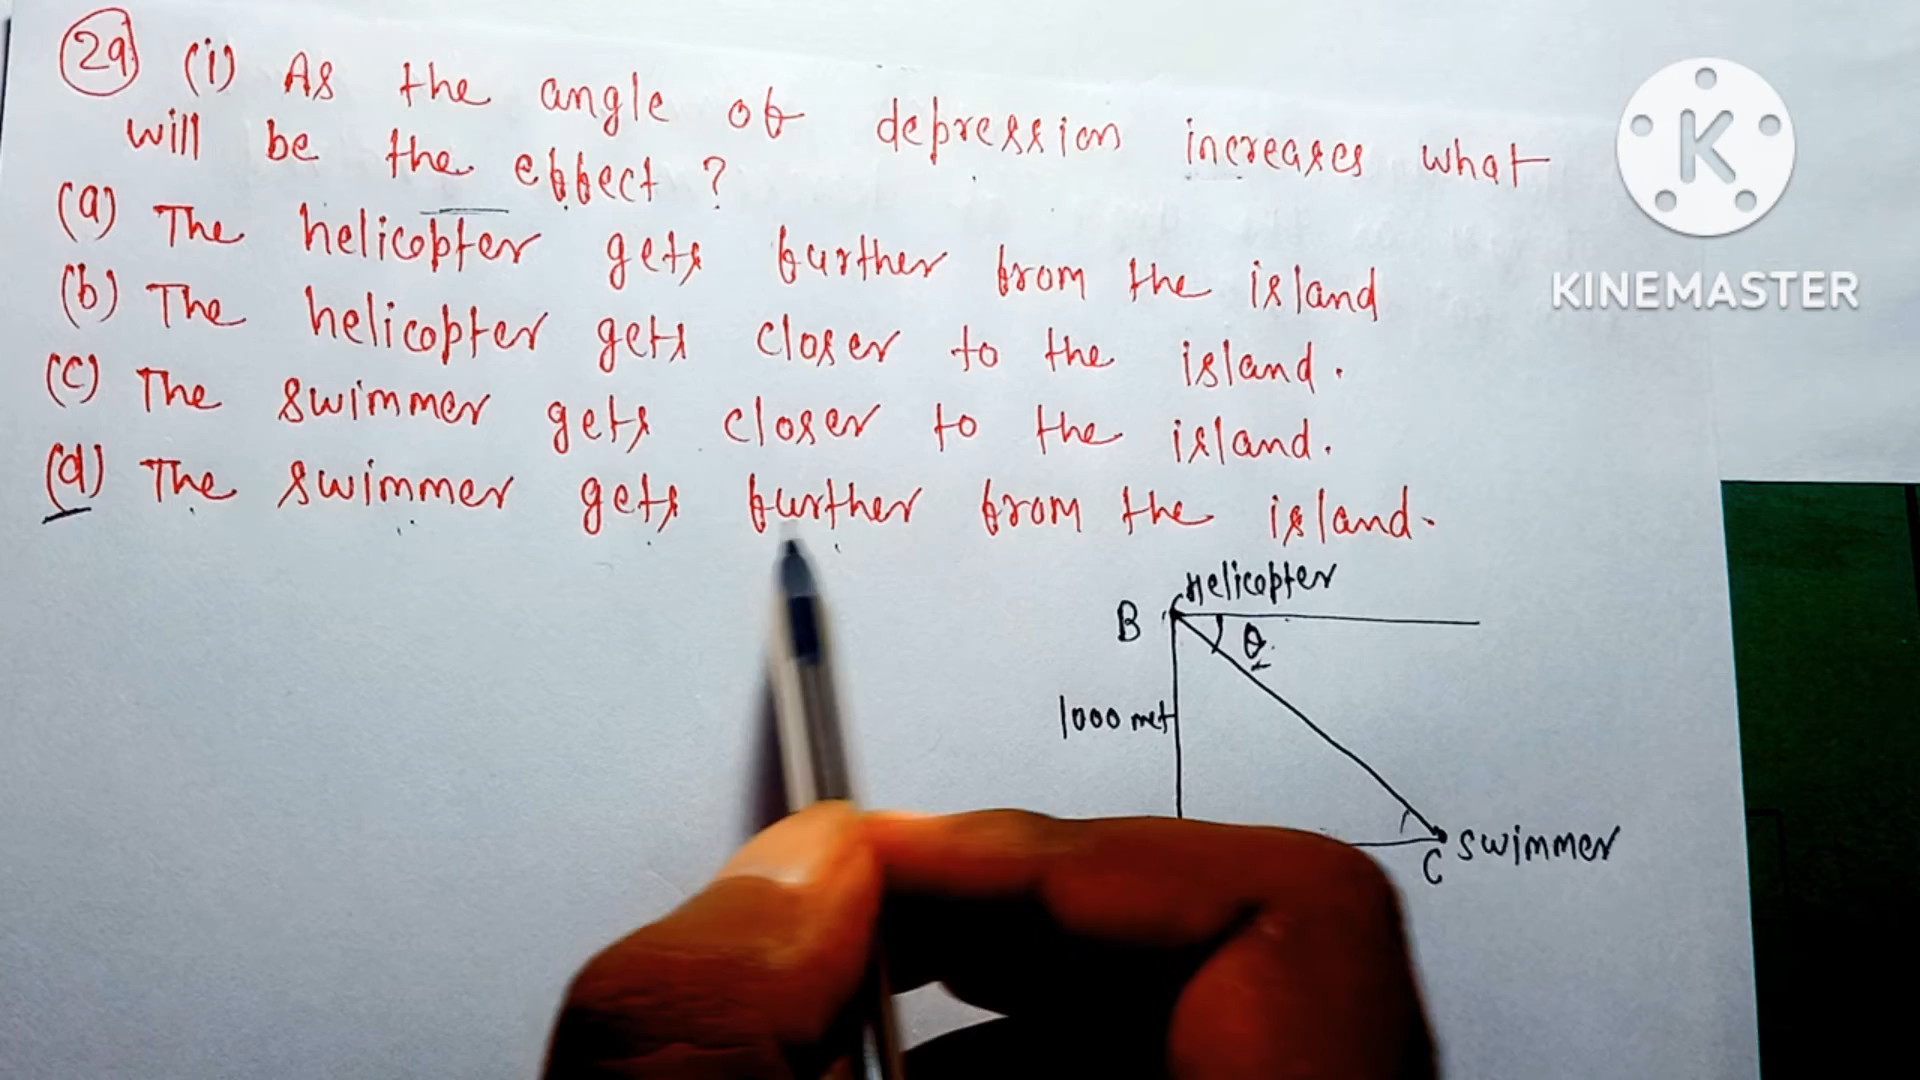 29 (i) As the angle of depression increases what
will be the effect ?
(a) The helicopter gets further from the island
(b) The helicopter gets closer to the island.
(c) The swimmer gets closer to the island.
(d) The swimmer gets further from the island.
Helicopter
B
θ
1000 met
C swimmer
K
KINEMASTER